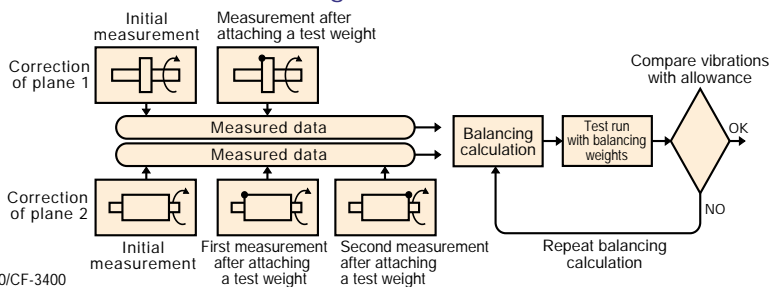 Initial
measurement
Measurement after
attaching a test weight
Correction
of plane 1
Measured data
Measured data
Correction
of plane 2
Initial
measurement
First measurement
after attaching
a test weight
Second measurement
after attaching
a test weight
Balancing
calculation
Test run
with balancing
weights
Compare vibrations
with allowance
OK
NO
Repeat balancing
calculation
0/CF-3400